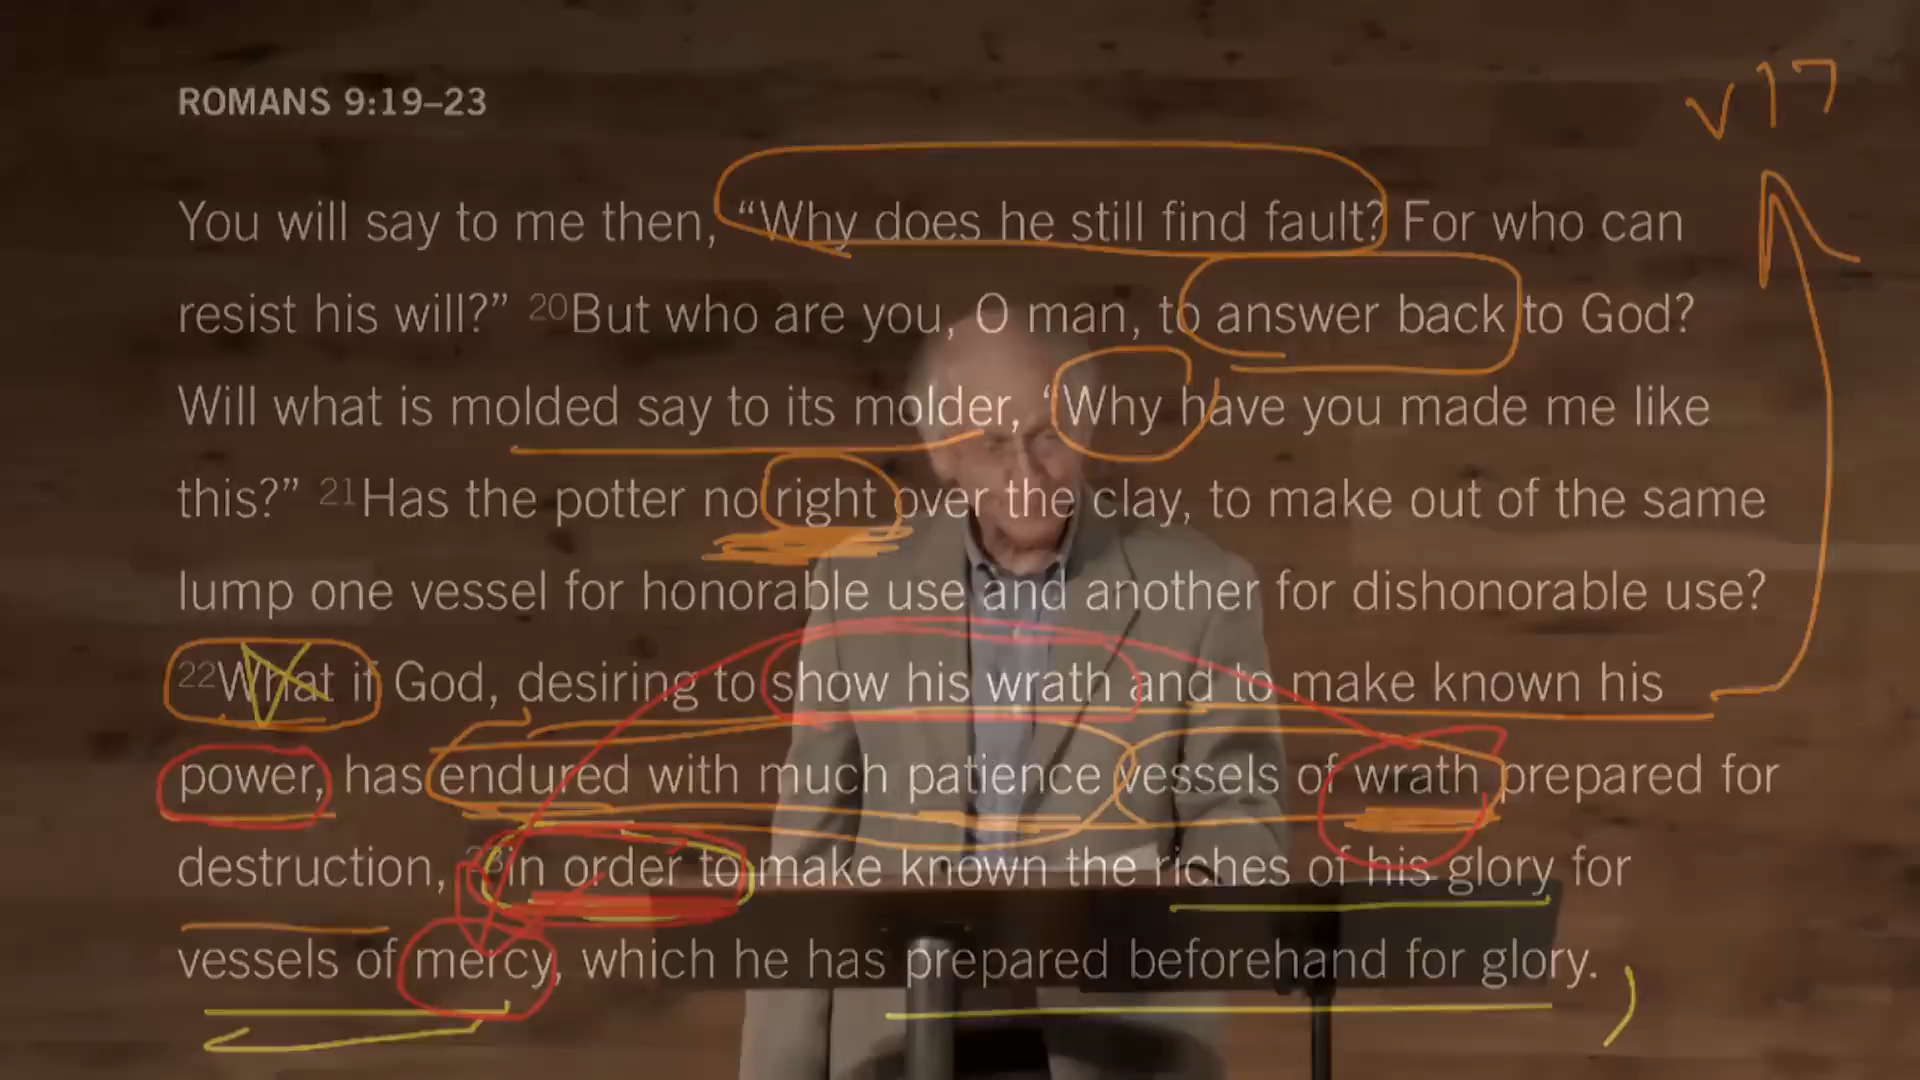 ROMANS 9:19–23
v17
You will say to me then, “Why does he still find fault? For who can
resist his will?” 20But who are you, O man, to answer back to God?
Will what is molded say to its molder, “Why have you made me like
this?” 21Has the potter no right over the clay, to make out of the same
lump one vessel for honorable use and another for dishonorable use?
22What if God, desiring to show his wrath and to make known his
power, has endured with much patience vessels of wrath prepared for
destruction, 23in order to make known the riches of his glory for
vessels of mercy, which he has prepared beforehand for glory.